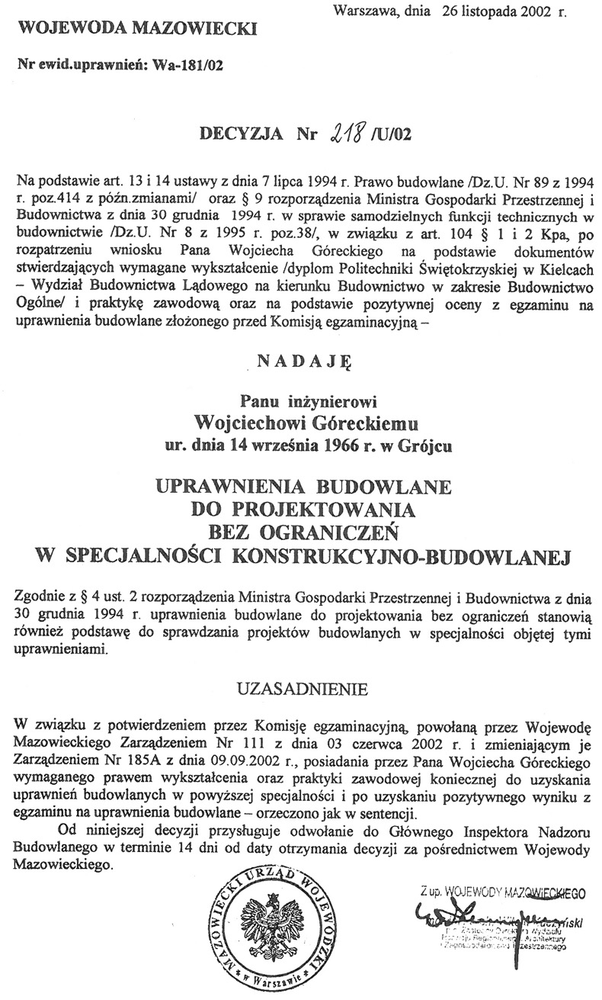 Warszawa, dnia 26 listopada 2002 r.
WOJEWODA MAZOWIECKI
Nr ewid.uprawnień: Wa-181/02
DECYZJA Nr 218 /U/02
Na podstawie art. 13 i 14 ustawy z dnia 7 lipca 1994 r. Prawo budowlane /Dz.U. Nr 89 z 1994
r. poz.414 z późn.zmianami/ oraz § 9 rozporządzenia Ministra Gospodarki Przestrzennej i
Budownictwa z dnia 30 grudnia 1994 r. w sprawie samodzielnych funkcji technicznych w
budownictwie /Dz.U. Nr 8 z 1995 r. poz.38/, w związku z art. 104 § 1 i 2 Kpa, po
rozpatrzeniu wniosku Pana Wojciecha Góreckiego na podstawie dokumentów
stwierdzających wymagane wykształcenie /dyplom Politechniki Świętokrzyskiej w Kielcach
– Wydział Budownictwa Lądowego na kierunku Budownictwo w zakresie Budownictwo
Ogólne/ i praktykę zawodową oraz na podstawie pozytywnej oceny z egzaminu na
uprawnienia budowlane złożonego przed Komisją egzaminacyjną –
N A D A J Ę
Panu inżynierowi
Wojciechowi Góreckiemu
ur. dnia 14 września 1966 r. w Grójcu
UPRAWNIENIA BUDOWLANE
DO PROJEKTOWANIA
BEZ OGRANICZEŃ
W SPECJALNOŚCI KONSTRUKCYJNO-BUDOWLANEJ
Zgodnie z § 4 ust. 2 rozporządzenia Ministra Gospodarki Przestrzennej i Budownictwa z dnia
30 grudnia 1994 r. uprawnienia budowlane do projektowania bez ograniczeń stanowią
również podstawę do sprawdzania projektów budowlanych w specjalności objętej tymi
uprawnieniami.
UZASADNIENIE
W związku z potwierdzeniem przez Komisję egzaminacyjną, powołaną przez Wojewodę
Mazowieckiego Zarządzeniem Nr 111 z dnia 03 czerwca 2002 r. i zmieniającym je
Zarządzeniem Nr 185A z dnia 09.09.2002 r., posiadania przez Pana Wojciecha Góreckiego
wymaganego prawem wykształcenia oraz praktyki zawodowej koniecznej do uzyskania
uprawnień budowlanych w powyższej specjalności i po uzyskaniu pozytywnego wyniku z
egzaminu na uprawnienia budowlane – orzeczono jak w sentencji.
Od niniejszej decyzji przysługuje odwołanie do Głównego Inspektora Nadzoru
Budowlanego w terminie 14 dni od daty otrzymania decyzji za pośrednictwem Wojewody
Mazowieckiego.
MAZOWIECKI URZĄD WOJEWÓDZKI
* w Warszawie *
Z up. WOJEWODY MAZOWIECKIEGO
Wydziału
Architektury
Przestrzennego